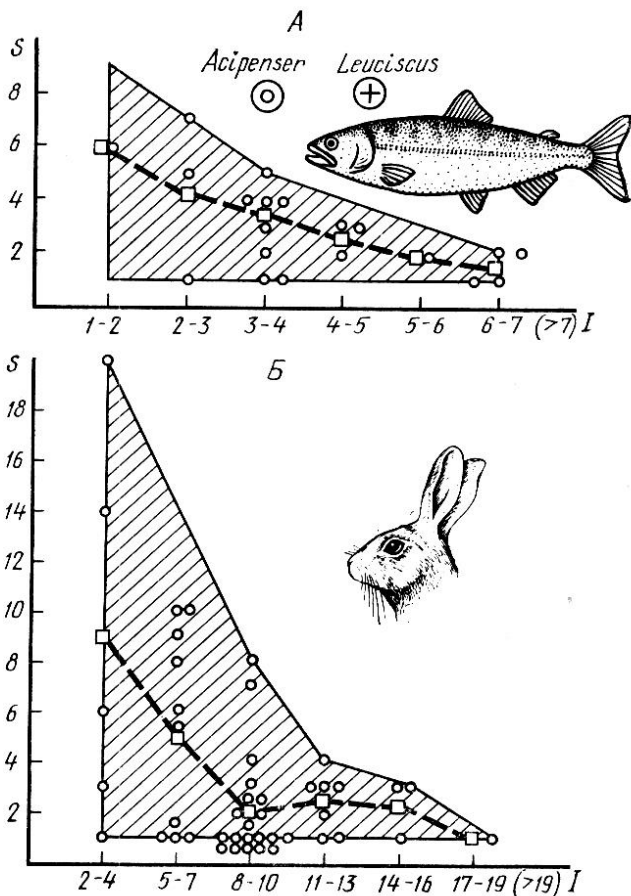 А
S
Acipenser Leuciscus
8
6
4
2
1-2 2-3 3-4 4-5 5-6 6-7 (>7) I
S
Б
18
16
14
12
10
8
6
4
2
2-4 5-7 8-10 11-13 14-16 17-19 (>19) I